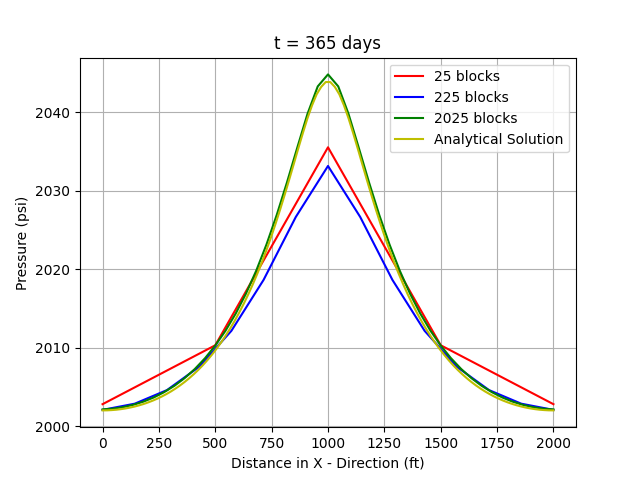 t = 365 days
25 blocks
225 blocks
2025 blocks
Analytical Solution
2040
2030
2020
2010
2000
Pressure (psi)
0 250 500 750 1000 1250 1500 1750 2000
Distance in X - Direction (ft)